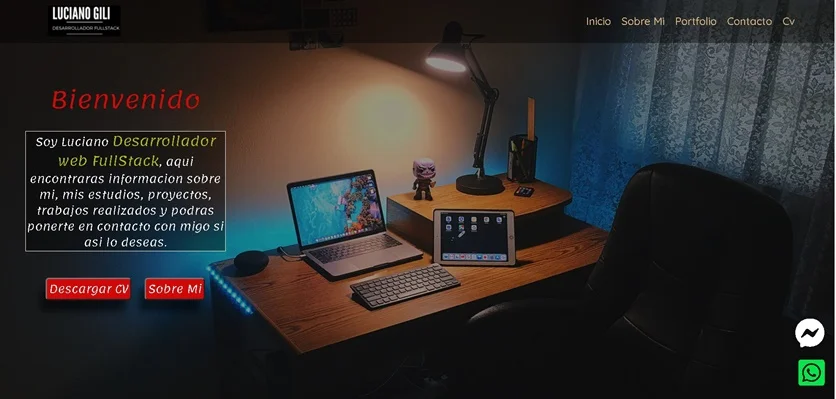 LUCIANO GILI
DESARROLLADOR FULLSTACK
Inicio Sobre Mi Portfolio Contacto Cv
Bienvenido
Soy Luciano Desarrollador
web FullStack, aqui
encontraras informacion sobre
mi, mis estudios, proyectos,
trabajos realizados y podras
ponerte en contacto con migo si
asi lo deseas.
Descargar CV Sobre Mi